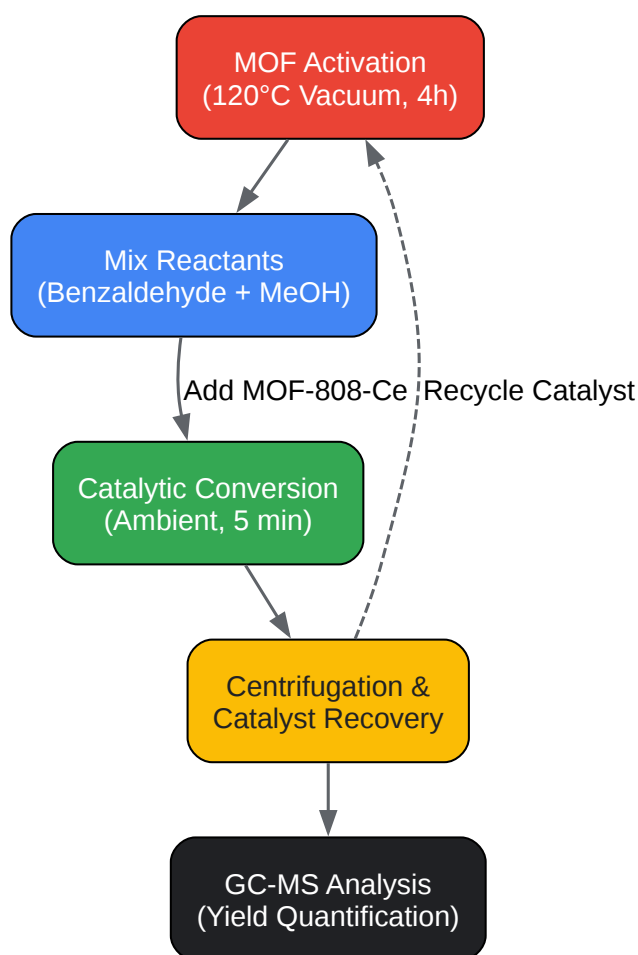 MOF Activation
(120°C Vacuum, 4h)
Mix Reactants
(Benzaldehyde + MeOH)
Add MOF-808-Ce
Recycle Catalyst
Catalytic Conversion
(Ambient, 5 min)
Centrifugation &
Catalyst Recovery
GC-MS Analysis
(Yield Quantification)